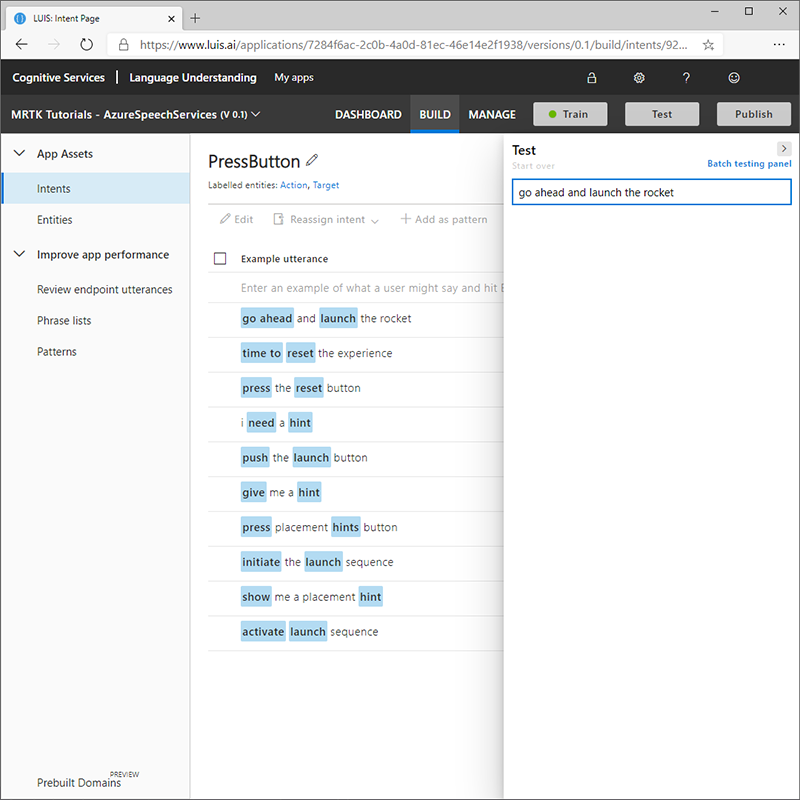 LUIS: Intent Page
https://www.luis.ai/applications/7284f6ac-2c0b-4a0d-81ec-46e14e2f1938/versions/0.1/build/intents/92...
Cognitive Services | Language Understanding My apps
MRTK Tutorials - AzureSpeechServices (V 0.1) DASHBOARD BUILD MANAGE Train Test Publish
App Assets
Intents
Entities
Improve app performance
Review endpoint utterances
Phrase lists
Patterns
Prebuilt Domains PREVIEW
PressButton
Labelled entities: Action, Target
Edit Reassign intent Add as pattern
Example utterance
Enter an example of what a user might say and hit
go ahead and launch the rocket
time to reset the experience
press the reset button
i need a hint
push the launch button
give me a hint
press placement hints button
initiate the launch sequence
show me a placement hint
activate launch sequence
Test
Start over Batch testing panel
go ahead and launch the rocket